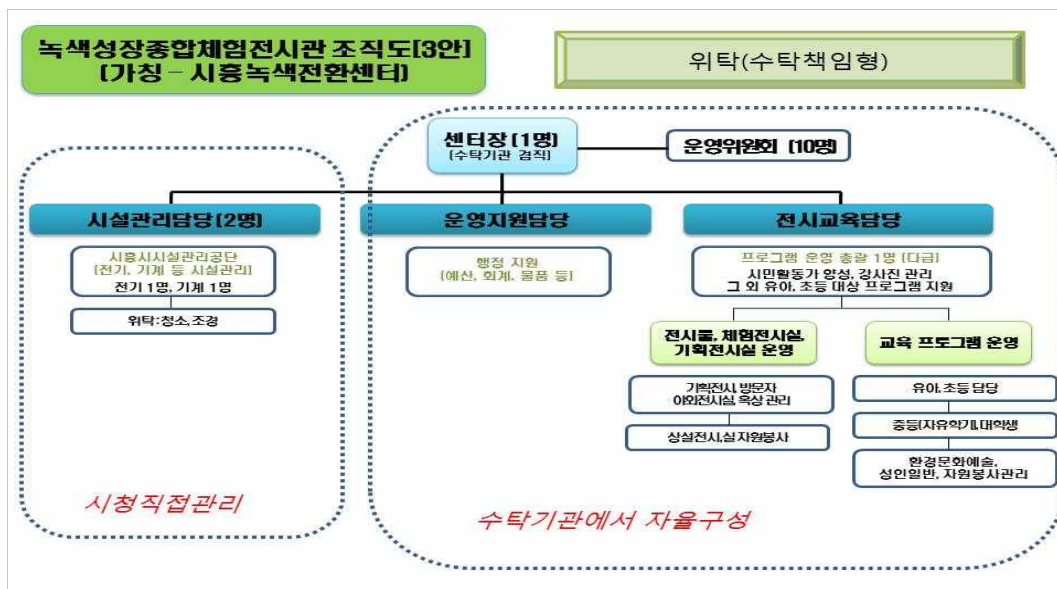 녹색성장종합체험전시관 조직도[3안]
(가칭 – 시흥녹색전환센터)
위탁(수탁책임형)
센터장 (1명)
(수탁기관 겸직)
운영위원회 (10명)
시설관리담당(2명)
시흥시시설관리공단
[전기, 기계 등 시설관리]
전기 1명, 기계 1명
위탁:청소,조경
시청직접관리
운영지원담당
행정 지원
[예산, 회계, 물품 등]
전시교육담당
프로그램 운영 총괄 1명 [다급]
시민활동가 양성, 강사진 관리
그 외 유아, 초등 대상 프로그램 지원
전시물, 체험전시실,
기획전시실 운영
기획전시, 방문자
야외전시실, 옥상 관리
상설전시,실 자원봉사
교육 프로그램 운영
유아, 초등 담당
중등(자유학기), 대학생
환경문화예술,
성인일반, 자원봉사관리
수탁기관에서 자율구성